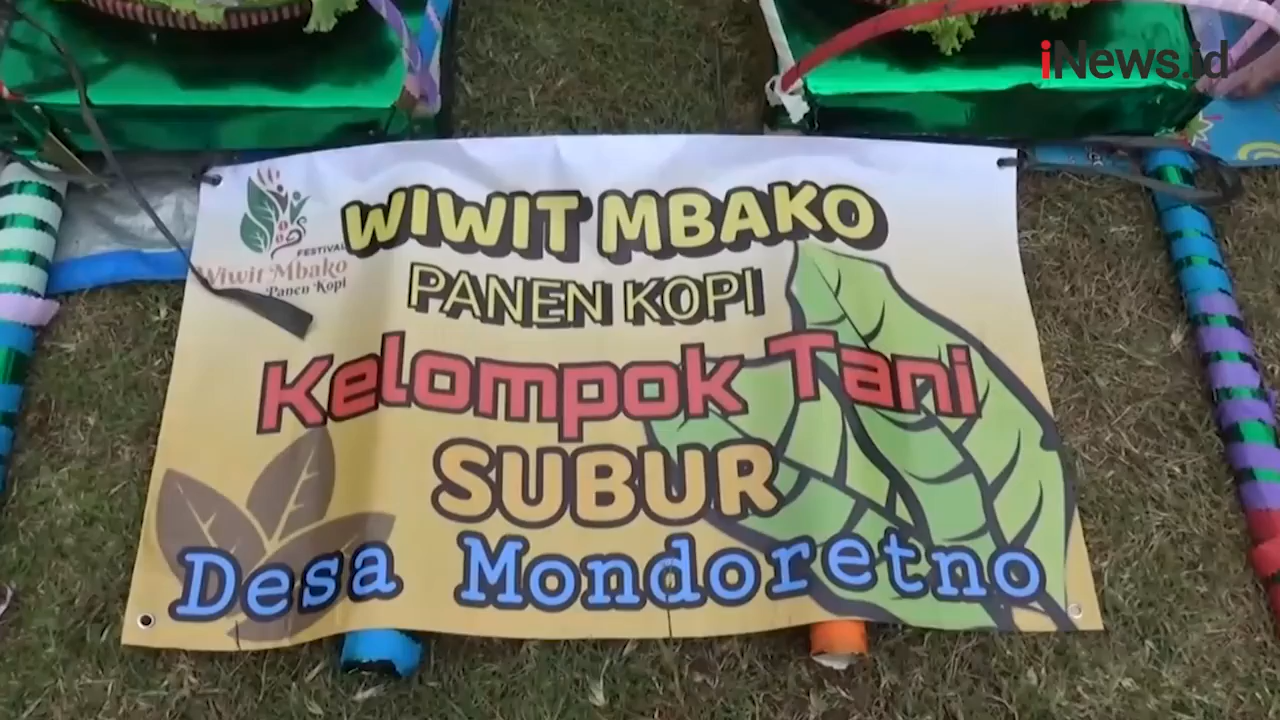 iNews.id
FESTIVAL
Wiwit Mbako
Panen Kopi
WIWIT MBAKO
PANEN KOPI
Kelompok Tani
SUBUR
Desa Mondoretno